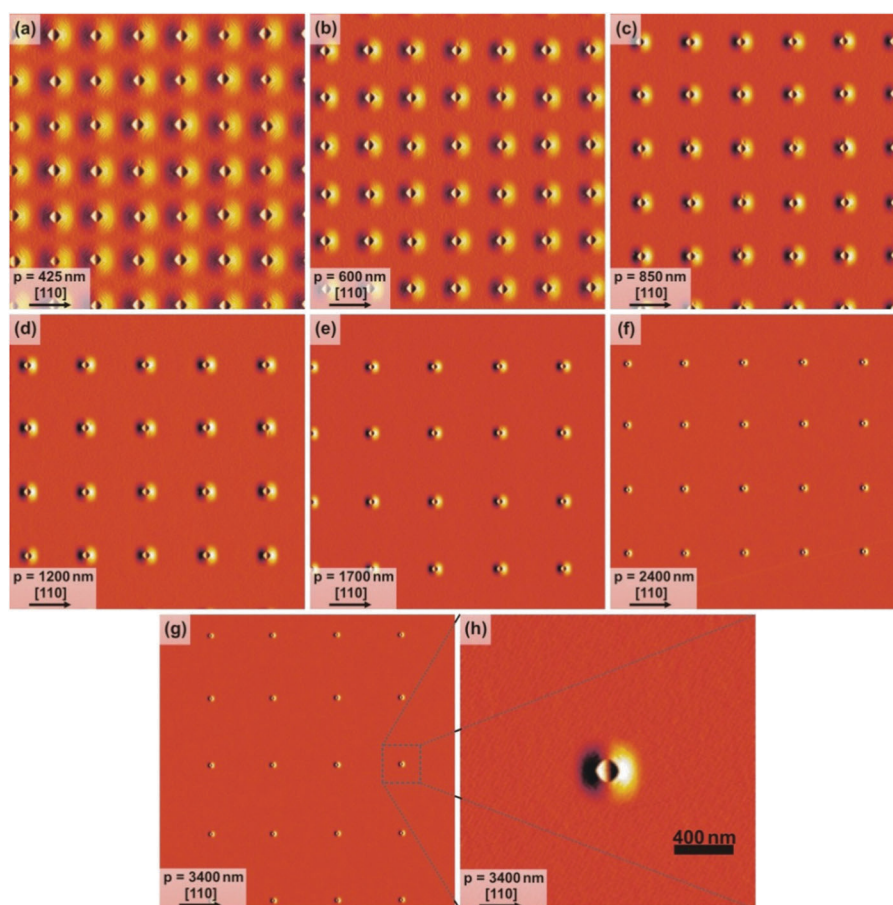 (a)
p = 425 nm
[110]
(b)
p = 600 nm
[110]
(c)
p = 850 nm
[110]
(d)
p = 1200 nm
[110]
(e)
p = 1700 nm
[110]
(f)
p = 2400 nm
[110]
(g)
p = 3400 nm
[110]
(h)
400 nm
p = 3400 nm
[110]